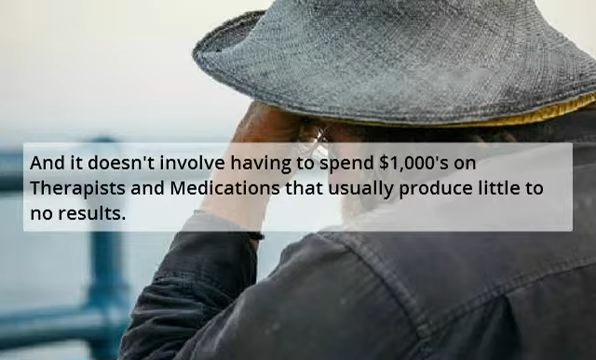 And it doesn't involve having to spend $1,000's on
Therapists and Medications that usually produce little to
no results.